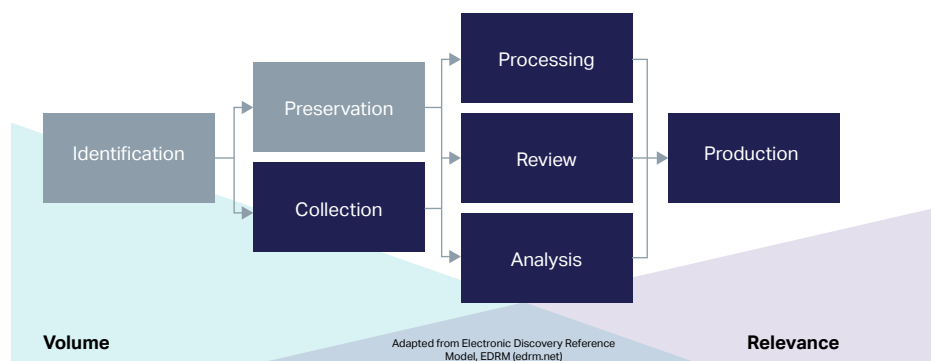 Identification
Preservation
Collection
Processing
Review
Analysis
Production
Volume
Adapted from Electronic Discovery Reference
Model, EDRM (edrm.net)
Relevance